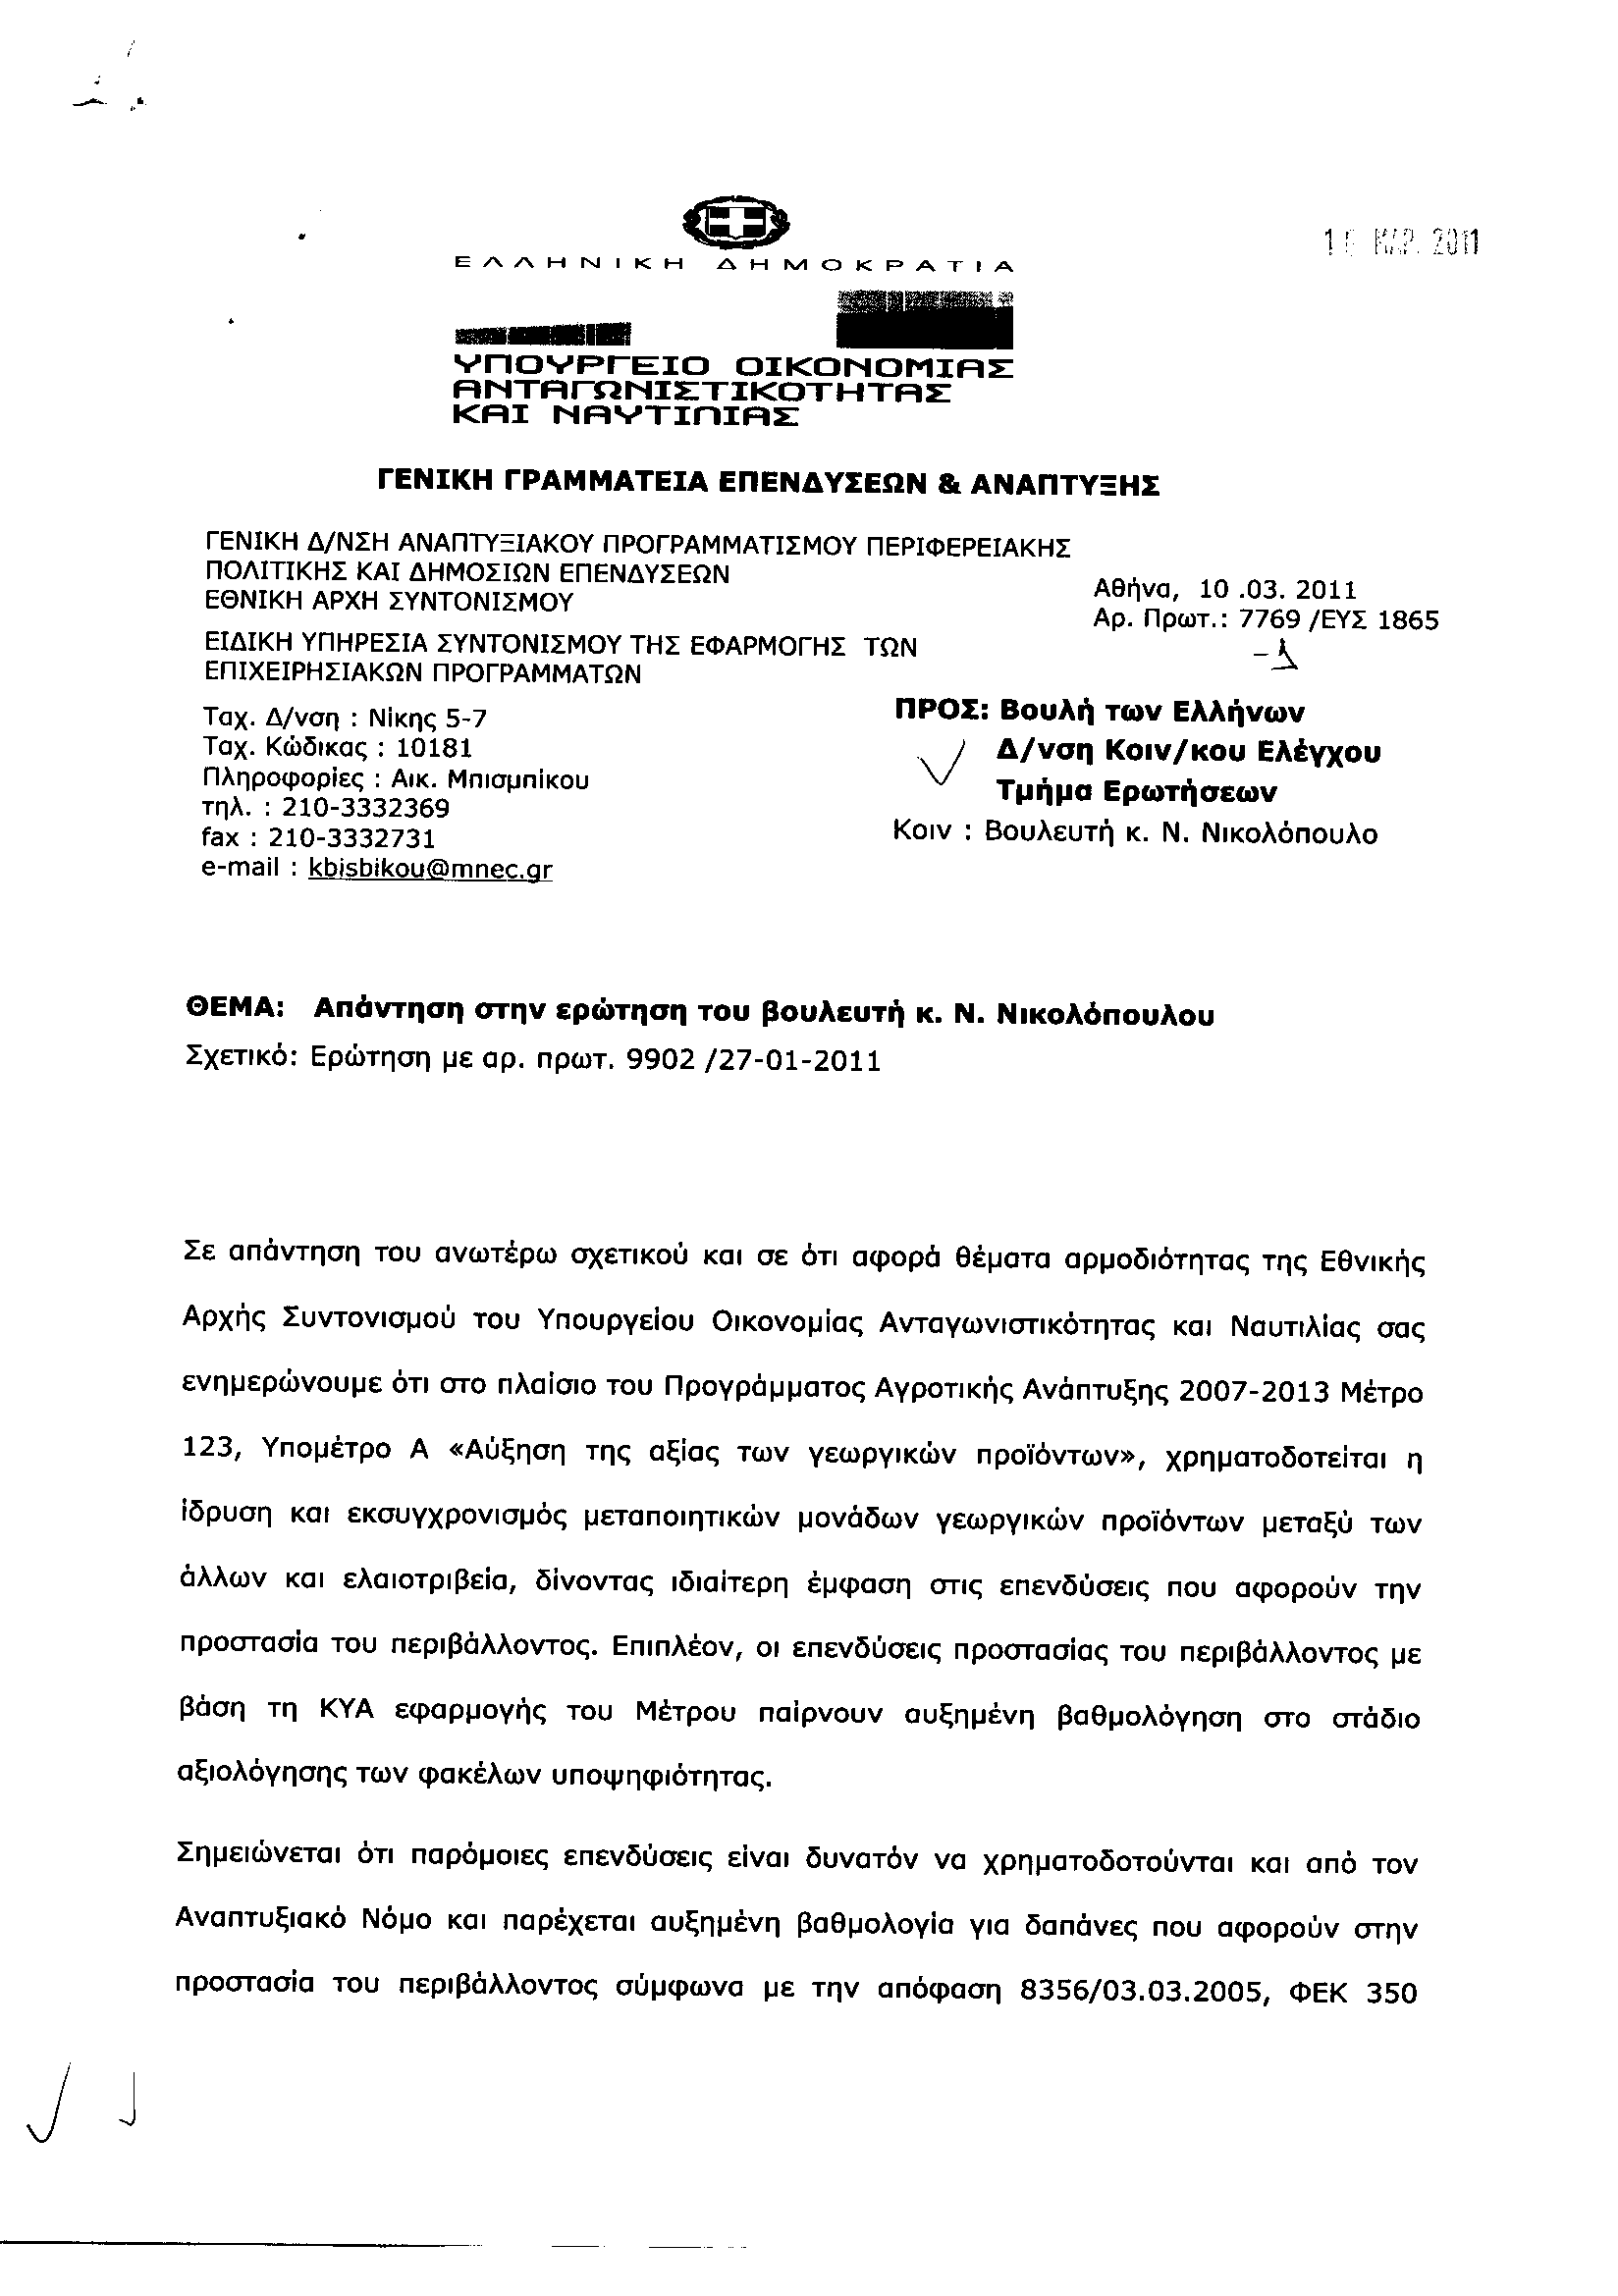 ΕΛΛΗΝΙΚΗ ΔΗΜΟΚΡΑΤΙΑ
2011
ΥΠΟΥΡΓΕΙΟ ΟΙΚΟΝΟΜΙΑΣ
ΑΝΤΑΓΩΝΙΣΤΙΚΟΤΗΤΑΣ
ΚΑΙ ΝΑΥΤΙΛΙΑΣ
ΓΕΝΙΚΗ ΓΡΑΜΜΑΤΕΙΑ ΕΠΕΝΔΥΣΕΩΝ & ΑΝΑΠΤΥΞΗΣ
ΓΕΝΙΚΗ Δ/ΝΣΗ ΑΝΑΠΤΥΞΙΑΚΟΥ ΠΡΟΓΡΑΜΜΑΤΙΣΜΟΥ ΠΕΡΙΦΕΡΕΙΑΚΗΣ
ΠΟΛΙΤΙΚΗΣ ΚΑΙ ΔΗΜΟΣΙΩΝ ΕΠΕΝΔΥΣΕΩΝ
ΕΘΝΙΚΗ ΑΡΧΗ ΣΥΝΤΟΝΙΣΜΟΥ
ΕΙΔΙΚΗ ΥΠΗΡΕΣΙΑ ΣΥΝΤΟΝΙΣΜΟΥ ΤΗΣ ΕΦΑΡΜΟΓΗΣ ΤΩΝ
ΕΠΙΧΕΙΡΗΣΙΑΚΩΝ ΠΡΟΓΡΑΜΜΑΤΩΝ
Αθήνα, 10 .03. 2011
Αρ. Πρωτ.: 7769 /ΕΥΣ 1865
Ταχ. Δ/νση : Νίκης 5-7
Ταχ. Κώδικας : 10181
Πληροφορίες : Αικ. Μπισμπίκου
τηλ. : 210-3332369
fax : 210-3332731
e-mail : kbisbikou@mnec.gr
ΠΡΟΣ: Βουλή των Ελλήνων
Δ/νση Κοιν/κου Ελέγχου
Τμήμα Ερωτήσεων
Κοιν : Βουλευτή κ. Ν. Νικολόπουλο
ΘΕΜΑ: Απάντηση στην ερώτηση του βουλευτή κ. Ν. Νικολόπουλου
Σχετικό: Ερώτηση με αρ. πρωτ. 9902 /27-01-2011
Σε απάντηση του ανωτέρω σχετικού και σε ότι αφορά θέματα αρμοδιότητας της Εθνικής
Αρχής Συντονισμού του Υπουργείου Οικονομίας Ανταγωνιστικότητας και Ναυτιλίας σας
ενημερώνουμε ότι στο πλαίσιο του Προγράμματος Αγροτικής Ανάπτυξης 2007-2013 Μέτρο
123, Υπομέτρο Α «Αύξηση της αξίας των γεωργικών προϊόντων», χρηματοδοτείται η
ίδρυση και εκσυγχρονισμός μεταποιητικών μονάδων γεωργικών προϊόντων μεταξύ των
άλλων και ελαιοτριβεία, δίνοντας ιδιαίτερη έμφαση στις επενδύσεις που αφορούν την
προστασία του περιβάλλοντος. Επιπλέον, οι επενδύσεις προστασίας του περιβάλλοντος με
βάση τη ΚΥΑ εφαρμογής του Μέτρου παίρνουν αυξημένη βαθμολόγηση στο στάδιο
αξιολόγησης των φακέλων υποψηφιότητας.
Σημειώνεται ότι παρόμοιες επενδύσεις είναι δυνατόν να χρηματοδοτούνται και από τον
Αναπτυξιακό Νόμο και παρέχεται αυξημένη βαθμολογία για δαπάνες που αφορούν στην
προστασία του περιβάλλοντος σύμφωνα με την απόφαση 8356/03.03.2005, ΦΕΚ 350